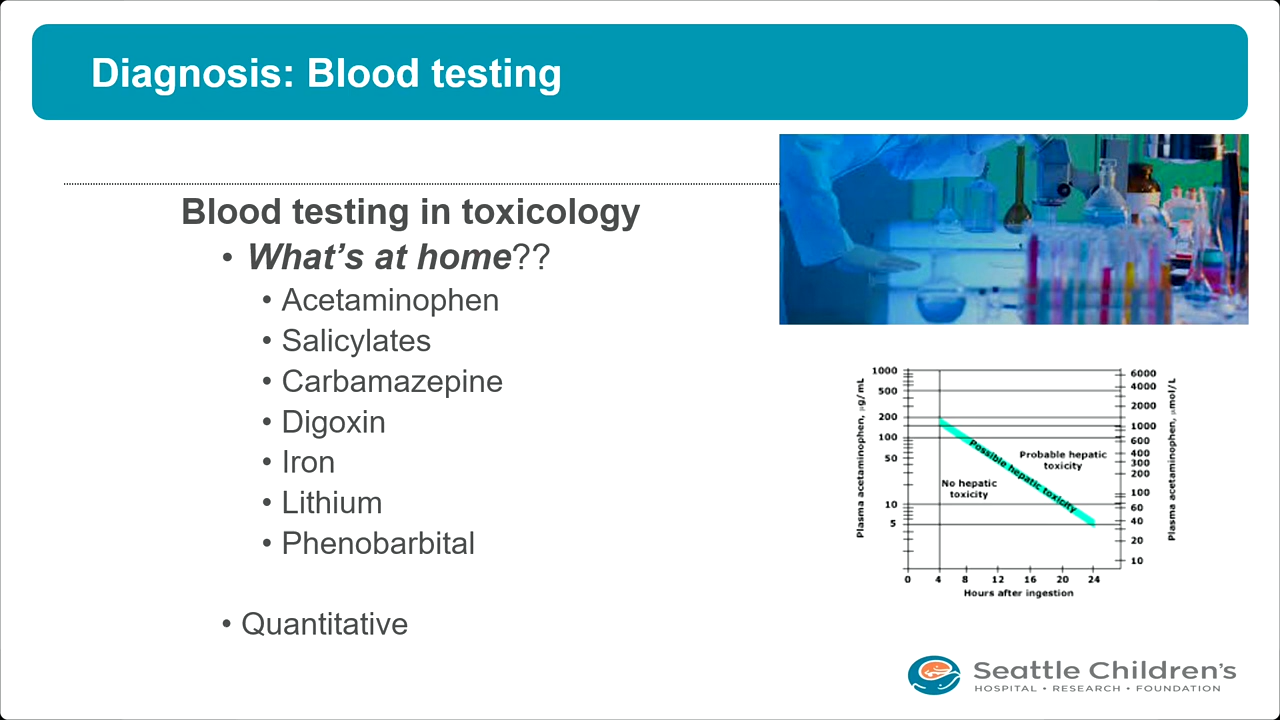 Diagnosis: Blood testing
Blood testing in toxicology
• What’s at home??
• Acetaminophen
• Salicylates
• Carbamazepine
• Digoxin
• Iron
• Lithium
• Phenobarbital
• Quantitative
Plasma acetaminophen, µg/mL
1000
500
200
100
50
10
5
Possible hepatic toxicity
No hepatic
toxicity
Probable hepatic
toxicity
6000
4000
2000
1000
600
400
300
200
100
60
40
20
10
Plasma acetaminophen, µmol/L
0 4 8 12 16 20 24
Hours after ingestion
Seattle Children’s
HOSPITAL • RESEARCH • FOUNDATION